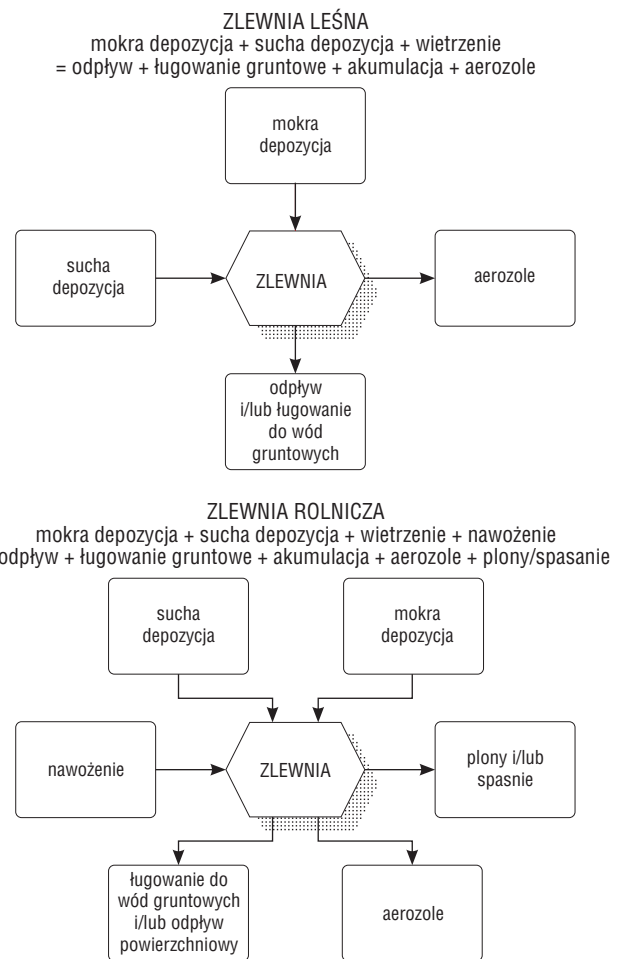 ZLEWNIA LEŚNA
mokra depozycja + sucha depozycja + wietrzenie
= odpływ + ługowanie gruntowe + akumulacja + aerozole
mokra
depozycja
sucha
depozycja
ZLEWNIA
aerozole
odpływ
i/lub ługowanie
do wód
gruntowych
ZLEWNIA ROLNICZA
mokra depozycja + sucha depozycja + wietrzenie + nawożenie
odpływ + ługowanie gruntowe + akumulacja + aerozole + plony/spasanie
sucha
depozycja
mokra
depozycja
nawożenie
ZLEWNIA
plony i/lub
spasnie
ługowanie do
wód gruntowych
i/lub odpływ
powierzchniowy
aerozole